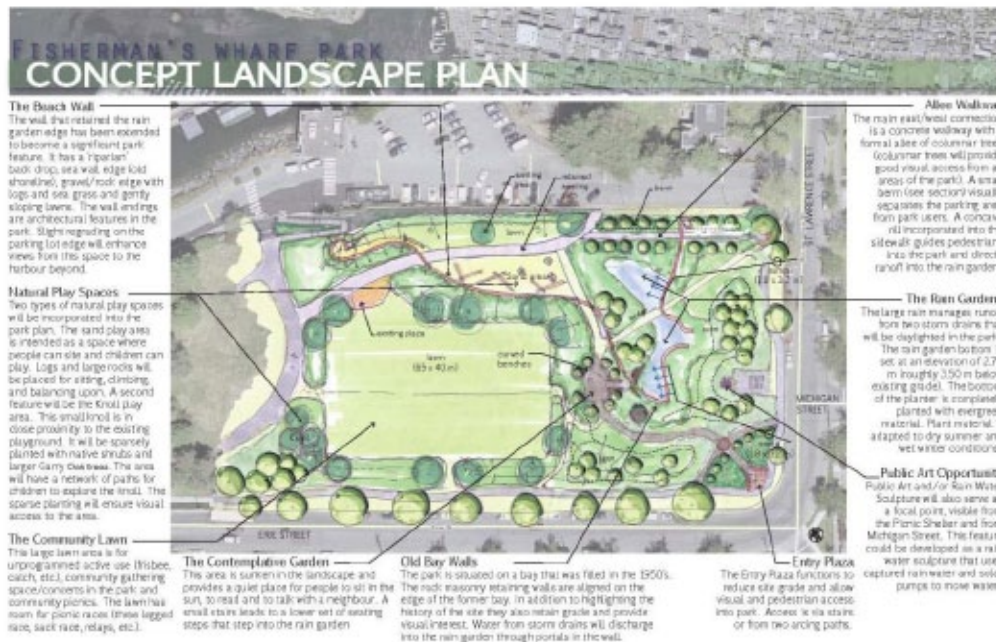 FISHERMAN'S WHARF PARK
CONCEPT LANDSCAPE PLAN
The Beach Wall
The wall that retained the rain
garden edge has been extended
to become a significant park
feature. It has a 'riparian'
back drop, sea wall edge (old
shoreline), gravel/rock edge with
logs and sea grass and gently
sloping lawns. The wall endings
are architectural features in the
park. Slight regrading on the
parking lot edge will enhance
views from this space to the
harbour beyond.
Natural Play Spaces
Two types of natural play spaces
will be incorporated into the
park plan. The sand play area
is intended as a space where
people can site and children can
play. Logs and large rocks will
be placed for sitting, climbing,
and balancing upon. A second
feature will be the Knoll play
area. This small knoll is in
close proximity to the existing
playground. It will be sparsely
planted with native shrubs and
larger Garry Oak trees. The area
will have a network of paths for
children to explore the knoll. The
sparse planting will ensure visual
access to the area.
The Community Lawn
This large lawn area is for
unprogrammed active use (frisbee,
catch, etc.), community gathering
space/concerts in the park and
community picnics. The lawn has
room for picnic races (three legged
race, sack race, relays, etc.).
The Contemplative Garden
This area is sunken in the landscape and
provides a quiet place for people to sit in the
sun, to read and to talk with a neighbour. A
small stairs leads to a lower set of seating
steps that step into the rain garden
Old Bay Walls
The park is situated on a bay that was filled in the 1950's.
The rock masonry retaining walls are aligned on the
edge of the former bay. In addition to highlighting the
history of the site they also retain grade and provide
visual interest. Water from storm drains will discharge
into the rain garden through portals in the wall.
Entry Plaza
The Entry Plaza functions to
reduce site grade and allow
visual and pedestrian access
into park. Access is via stairs
or from two arcing paths.
Allee Walkwa
The main east/west connectio
is a concrete walkway with
formal allee of columnar tree
(columnar trees will provid
good visual access from a
areas of the park). A sma
berm (see section) visuall
separates the parking are
from park users. A concav
rill incorporated into th
sidewalk guides pedestria
into the park and direct
runoff into the rain garden
The Rain Garden
The large rain manages runo
from two storm drains tha
will be daylighted in the park
The rain garden bottom
set at an elevation of 2.7
m (roughly 3.50 m belo
existing grade). The bottom
of the planter is complete
planted with evergree
material. Plant material
adapted to dry summer an
wet winter condition
Public Art Opportunit
Public Art and/or Rain Wate
Sculpture will also serve a
a focal point, visible from
the Picnic Shelter and from
Michigan Street. This featur
could be developed as a rai
water sculpture that use
captured rain water and sola
pumps to move water
lawn
berm
existing plaza
curved
benches
lawn
(65 x 40 m)
ERIE STREET
ST. LAWRENCE STREET
MICHIGAN
STREET